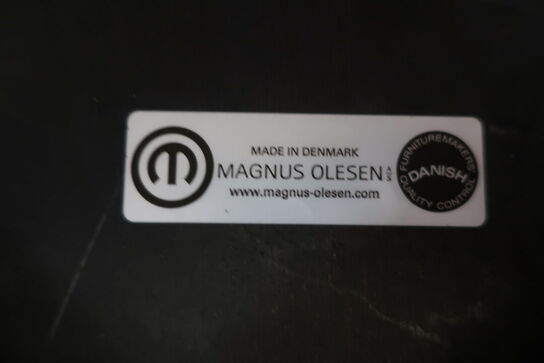 m
MADE IN DENMARK
MAGNUS OLESEN A/S
www.magnus-olesen.com
FURNITUREMAKERS
DANISH
QUALITY CONTROL